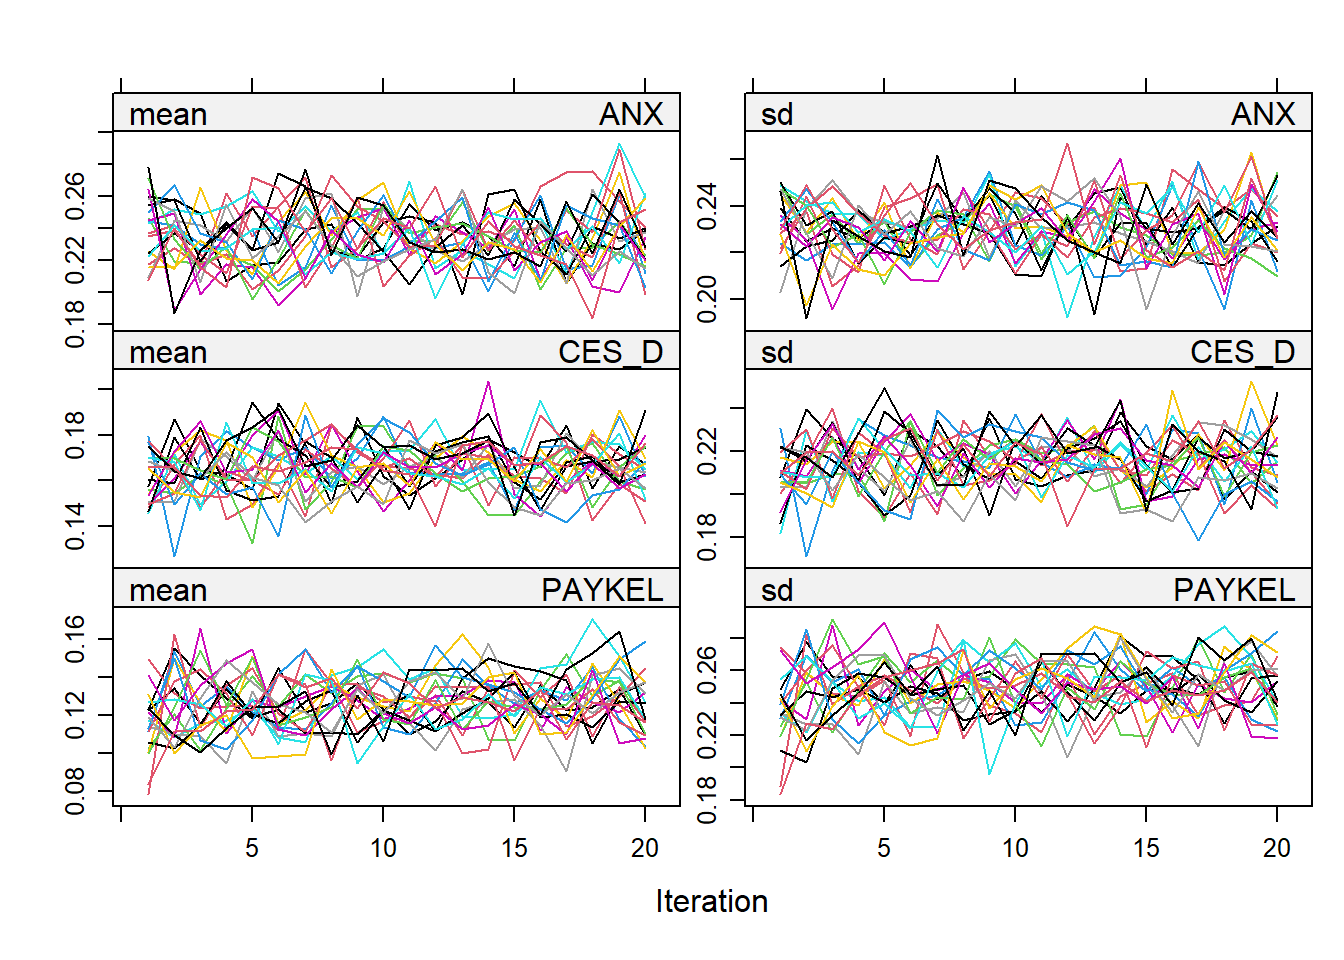 mean ANX
0.26
0.22
0.18
sd ANX
0.24
0.20
mean CES_D
0.18
0.14
sd CES_D
0.22
0.18
mean PAYKEL
0.16
0.12
0.08
sd PAYKEL
0.26
0.22
0.18
5 10 15 20
5 10 15 20
Iteration